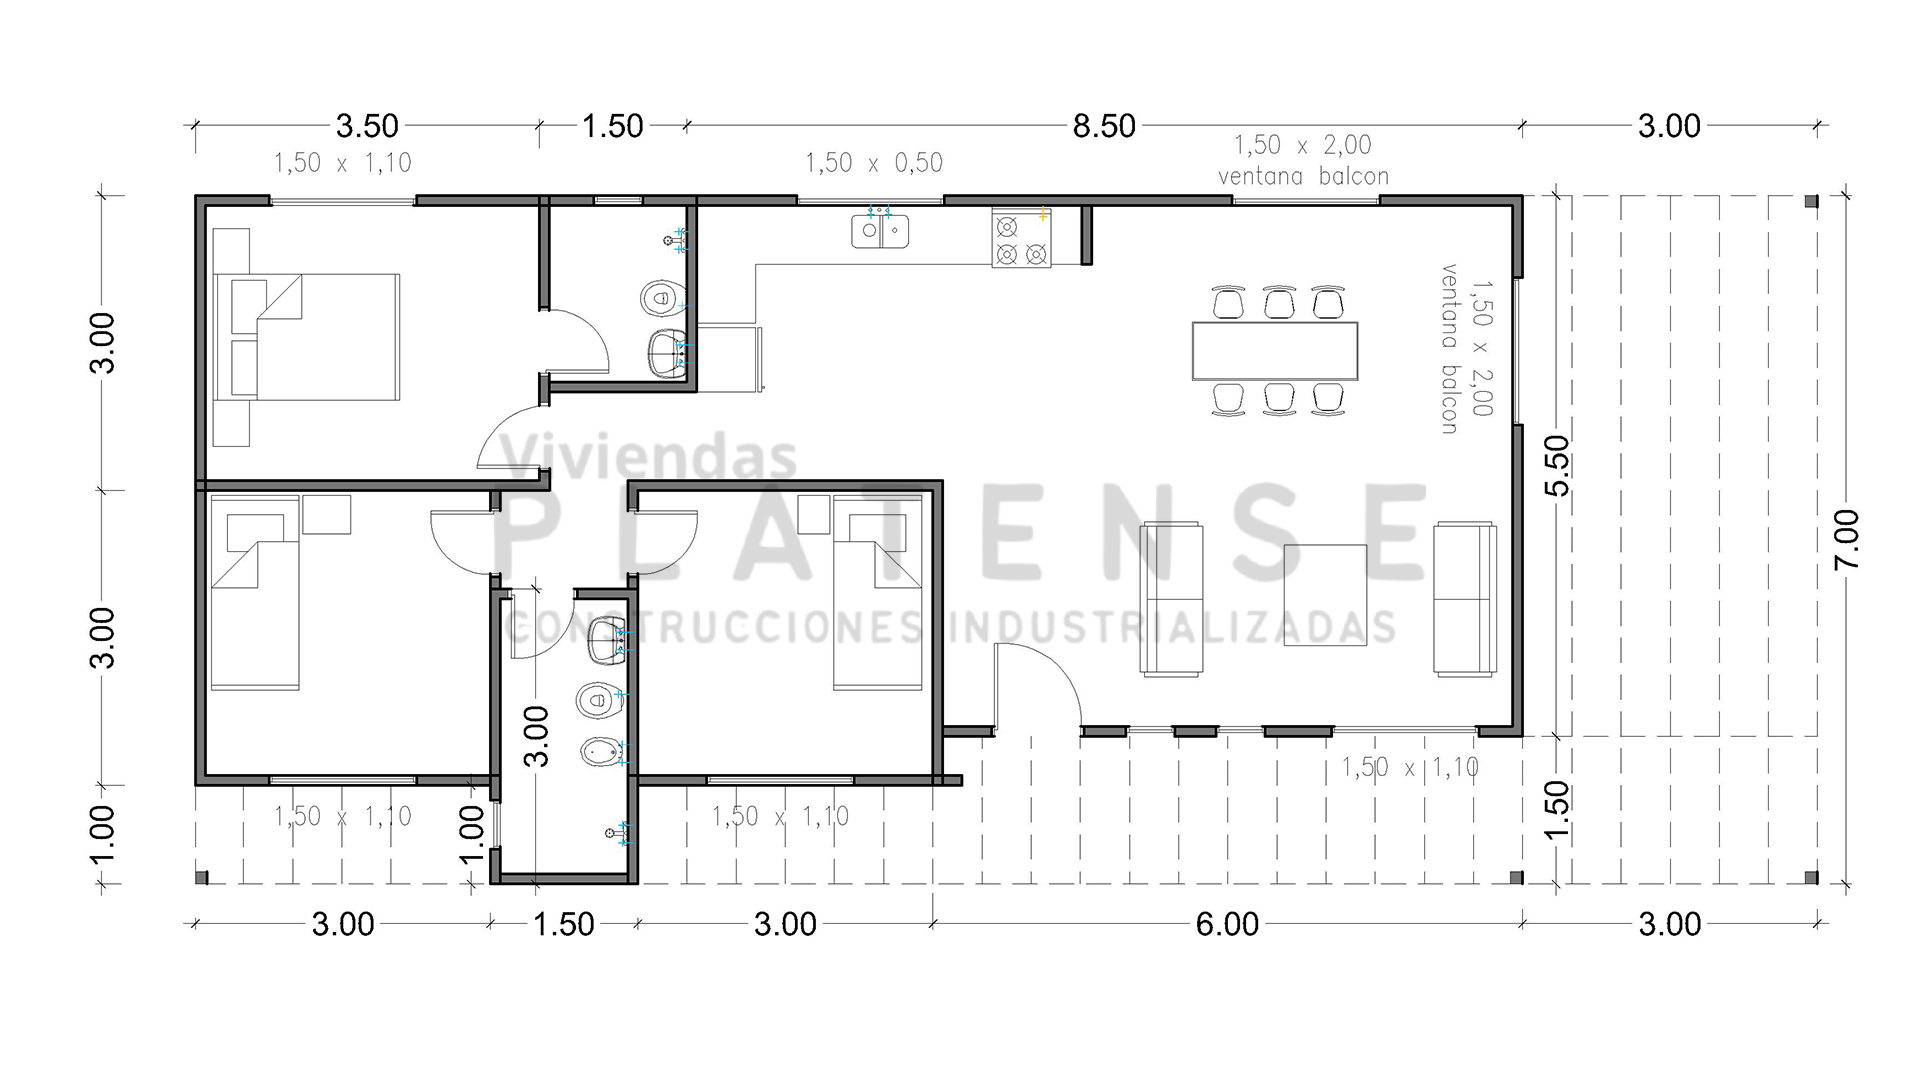 3.50 1.50 8.50 3.00
1,50 x 1,10
1,50 x 0,50
1,50 x 2,00
ventana balcon
3.00
3.00
1.00
1,50 x 2,00
ventana balcon
5.50
1.50
7.00
Viviendas
PLATENSE
CONSTRUCCIONES INDUSTRIALIZADAS
3.00
1.00
1,50 x 1,10
1,50 x 1,10
1,50 x 1,10
3.00 1.50 3.00 6.00 3.00